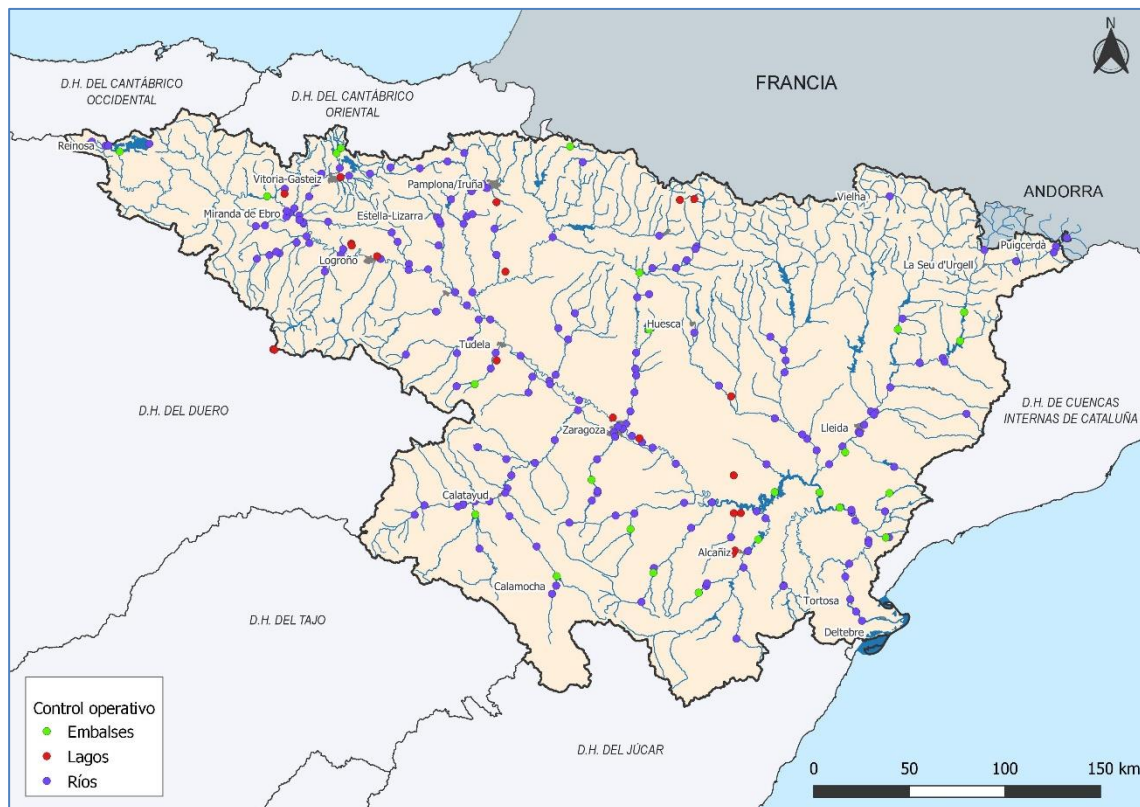 D.H. DEL CANTÁBRICO
OCCIDENTAL
D.H. DEL CANTÁBRICO
ORIENTAL
FRANCIA
Reinosa
Vitoria-Gasteiz
Pamplona/Iruña
Vielha
ANDORRA
Miranda de Ebro
Estella-Lizarra
Puigcerdà
Logroño
La Seu d'Urgell
Huesca
Tudela
D.H. DEL DUERO
D.H. DE CUENCAS
INTERNAS DE CATALUÑA
Zaragoza
Lleida
Calatayud
Alcañiz
Calamocha
Tortosa
D.H. DEL TAJO
Deltebre
Control operativo
Embalses
Lagos
Ríos
D.H. DEL JÚCAR
0 50 100 150 km